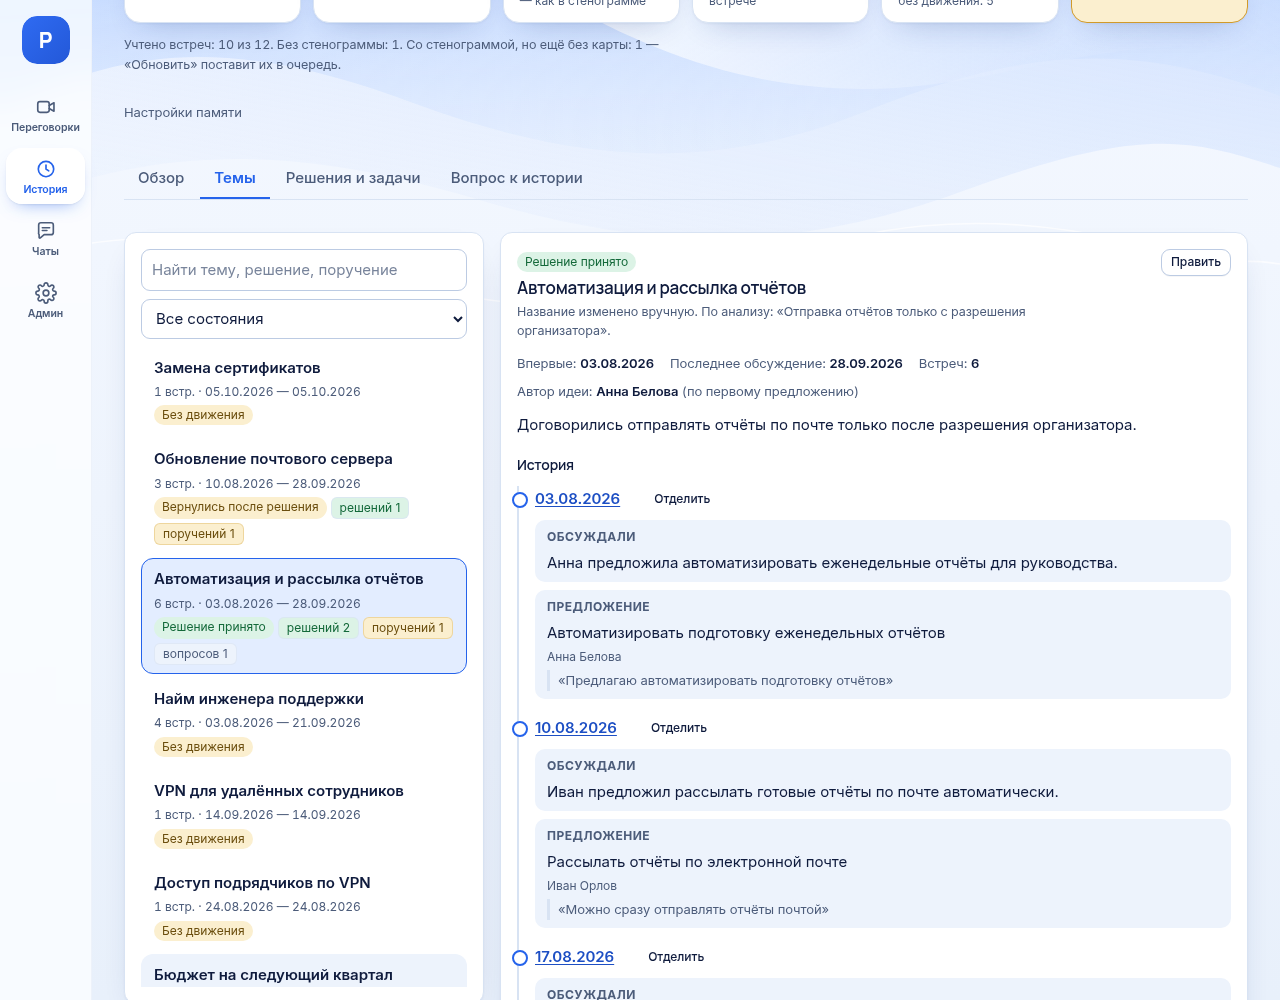 P
Переговорки
История
Чаты
Админ
— как в стенограмме
встрече
без движения: 5
Учтено встреч: 10 из 12. Без стенограммы: 1. Со стенограммой, но ещё без карты: 1 —
«Обновить» поставит их в очередь.
Настройки памяти
Обзор
Темы
Решения и задачи
Вопрос к истории
Найти тему, решение, поручение
Все состояния
Замена сертификатов
1 встр. · 05.10.2026 — 05.10.2026
Без движения
Обновление почтового сервера
3 встр. · 10.08.2026 — 28.09.2026
Вернулись после решения решений 1
поручений 1
Автоматизация и рассылка отчётов
6 встр. · 03.08.2026 — 28.09.2026
Решение принято решений 2 поручений 1
вопросов 1
Найм инженера поддержки
4 встр. · 03.08.2026 — 21.09.2026
Без движения
VPN для удалённых сотрудников
1 встр. · 14.09.2026 — 14.09.2026
Без движения
Доступ подрядчиков по VPN
1 встр. · 24.08.2026 — 24.08.2026
Без движения
Бюджет на следующий квартал
Решение принято
Править
Автоматизация и рассылка отчётов
Название изменено вручную. По анализу: «Отправка отчётов только с разрешения
организатора».
Впервые: 03.08.2026 Последнее обсуждение: 28.09.2026 Встреч: 6
Автор идеи: Анна Белова (по первому предложению)
Договорились отправлять отчёты по почте только после разрешения организатора.
История
03.08.2026 Отделить
ОБСУЖДАЛИ
Анна предложила автоматизировать еженедельные отчёты для руководства.
ПРЕДЛОЖЕНИЕ
Автоматизировать подготовку еженедельных отчётов
Анна Белова
«Предлагаю автоматизировать подготовку отчётов»
10.08.2026 Отделить
ОБСУЖДАЛИ
Иван предложил рассылать готовые отчёты по почте автоматически.
ПРЕДЛОЖЕНИЕ
Рассылать отчёты по электронной почте
Иван Орлов
«Можно сразу отправлять отчёты почтой»
17.08.2026 Отделить
ОБСУЖДАЛИ